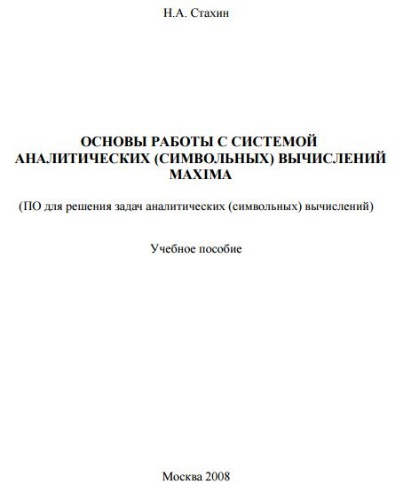 Н.А. Стахин
ОСНОВЫ РАБОТЫ С СИСТЕМОЙ
АНАЛИТИЧЕСКИХ (СИМВОЛЬНЫХ) ВЫЧИСЛЕНИЙ
MAXIMA
(ПО для решения задач аналитических (символьных) вычислений)
Учебное пособие
Москва 2008